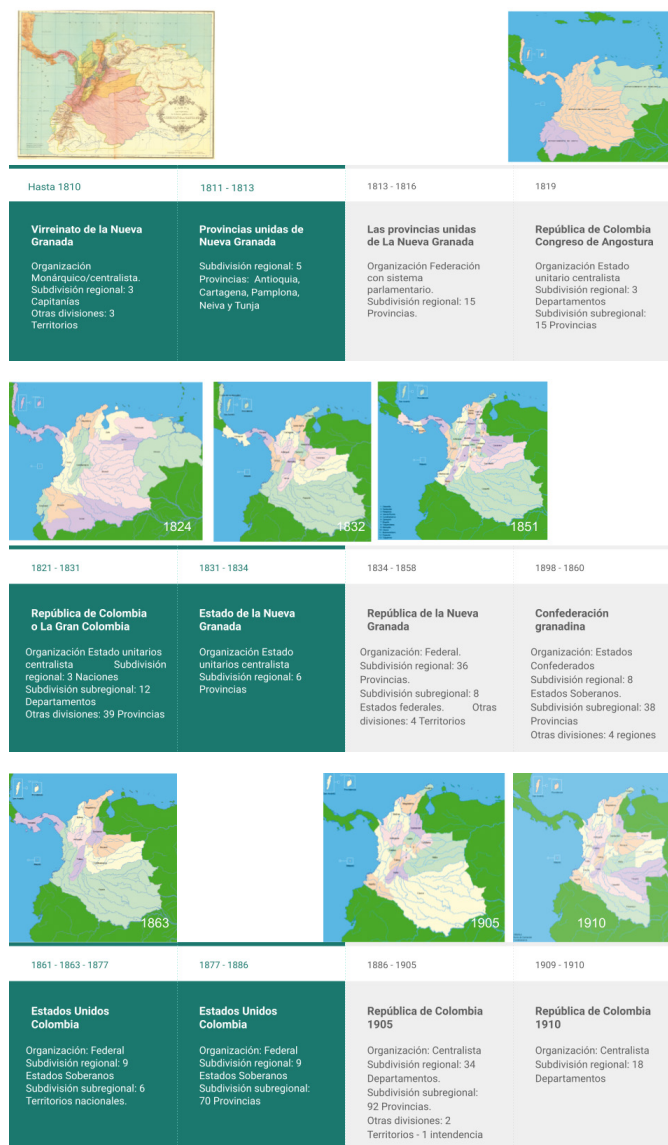 Hasta 1810
Virreinato de la Nueva
Granada
Organización
Monárquico/centralista.
Subdivisión regional: 3
Capitanías
Otras divisiones: 3
Territorios
1811 - 1813
Provincias unidas de
Nueva Granada
Subdivisión regional: 5
Provincias: Antioquia,
Cartagena, Pamplona,
Neiva y Tunja
1813 - 1816
Las provincias unidas
de La Nueva Granada
Organización Federación
con sistema
parlamentario.
Subdivisión regional: 15
Provincias.
1819
República de Colombia
Congreso de Angostura
Organización Estado
unitario centralista
Subdivisión regional: 3
Departamentos
Subdivisión subregional:
15 Provincias
1824
1832
1851
1821 - 1831
República de Colombia
o La Gran Colombia
Organización Estado unitarios
centralista Subdivisión
regional: 3 Naciones
Subdivisión subregional: 12
Departamentos
Otras divisiones: 39 Provincias
1831 - 1834
Estado de la Nueva
Granada
Organización Estado
unitarios centralista
Subdivisión regional: 6
Provincias
1834 - 1858
República de la Nueva
Granada
Organización: Federal.
Subdivisión regional: 36
Provincias.
Subdivisión subregional: 8
Estados federales. Otras
divisiones: 4 Territorios
1898 - 1860
Confederación
granadina
Organización: Estados
Confederados
Subdivisión regional: 8
Estados Soberanos.
Subdivisión subregional: 38
Provincias
Otras divisiones: 4 regiones
1863
1905
1910
1861 - 1863 - 1877
Estados Unidos
Colombia
Organización: Federal
Subdivisión regional: 9
Estados Soberanos
Subdivisión subregional: 6
Territorios nacionales.
1877 - 1886
Estados Unidos
Colombia
Organización: Federal
Subdivisión regional: 9
Estados Soberanos
Subdivisión subregional:
70 Provincias
1886 - 1905
República de Colombia
1905
Organización: Centralista
Subdivisión regional: 34
Departamentos.
Subdivisión subregional:
92 Provincias.
Otras divisiones: 2
Territorios - 1 intendencia
1909 - 1910
República de Colombia
1910
Organización: Centralista
Subdivisión regional: 18
Departamentos